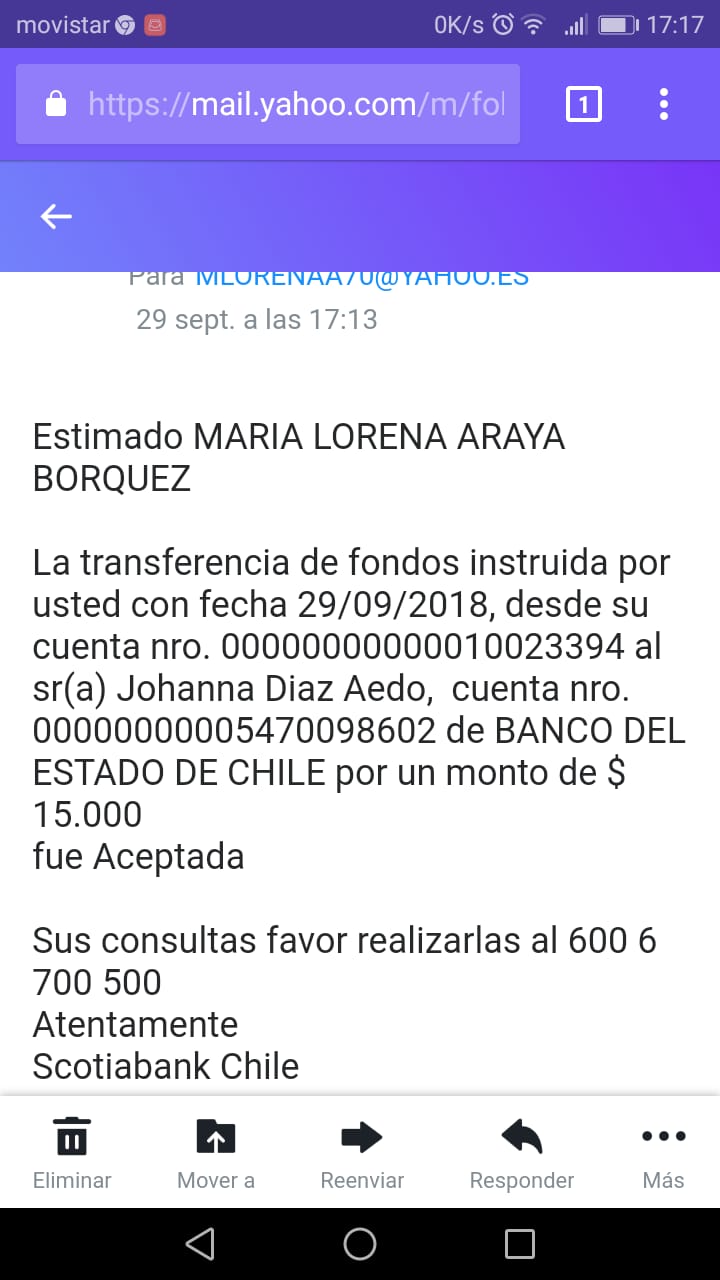 movistar 0K/s 17:17
https://mail.yahoo.com/m/fol
1
Para MLORENAA70@YAHOO.ES
29 sept. a las 17:13
Estimado MARIA LORENA ARAYA
BORQUEZ
La transferencia de fondos instruida por
usted con fecha 29/09/2018, desde su
cuenta nro. 00000000000010023394 al
sr(a) Johanna Diaz Aedo, cuenta nro.
00000000005470098602 de BANCO DEL
ESTADO DE CHILE por un monto de $
15.000
fue Aceptada
Sus consultas favor realizarlas al 600 6
700 500
Atentamente
Scotiabank Chile
Eliminar Mover a Reenviar Responder Más